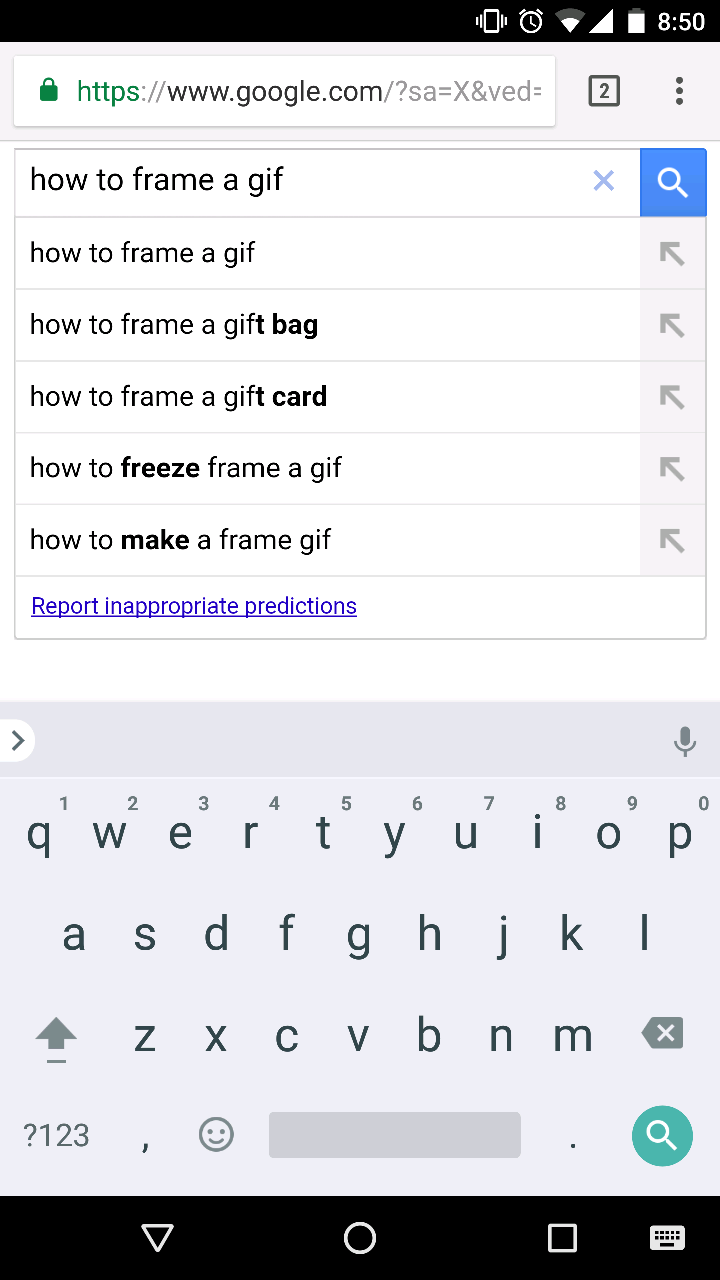 8:50
https://www.google.com/?sa=X&ved=
2
how to frame a gif
how to frame a gif
how to frame a gift bag
how to frame a gift card
how to freeze frame a gif
how to make a frame gif
Report inappropriate predictions
1 2 3 4 5 6 7 8 9 0
q w e r t y u i o p
a s d f g h j k l
z x c v b n m
?123 , .